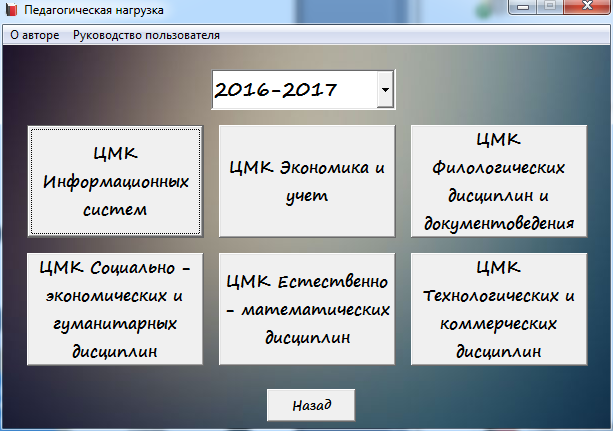 Педагогическая нагрузка
О авторе Руководство пользователя
2016-2017
ЦМК
Информационных
систем
ЦМК Экономика и
учет
ЦМК
Филологических
дисциплин и
документоведения
ЦМК Социально -
экономических и
гуманитарных
дисциплин
ЦМК Естественно
- математических
дисциплин
ЦМК
Технологических и
коммерческих
дисциплин
Назад